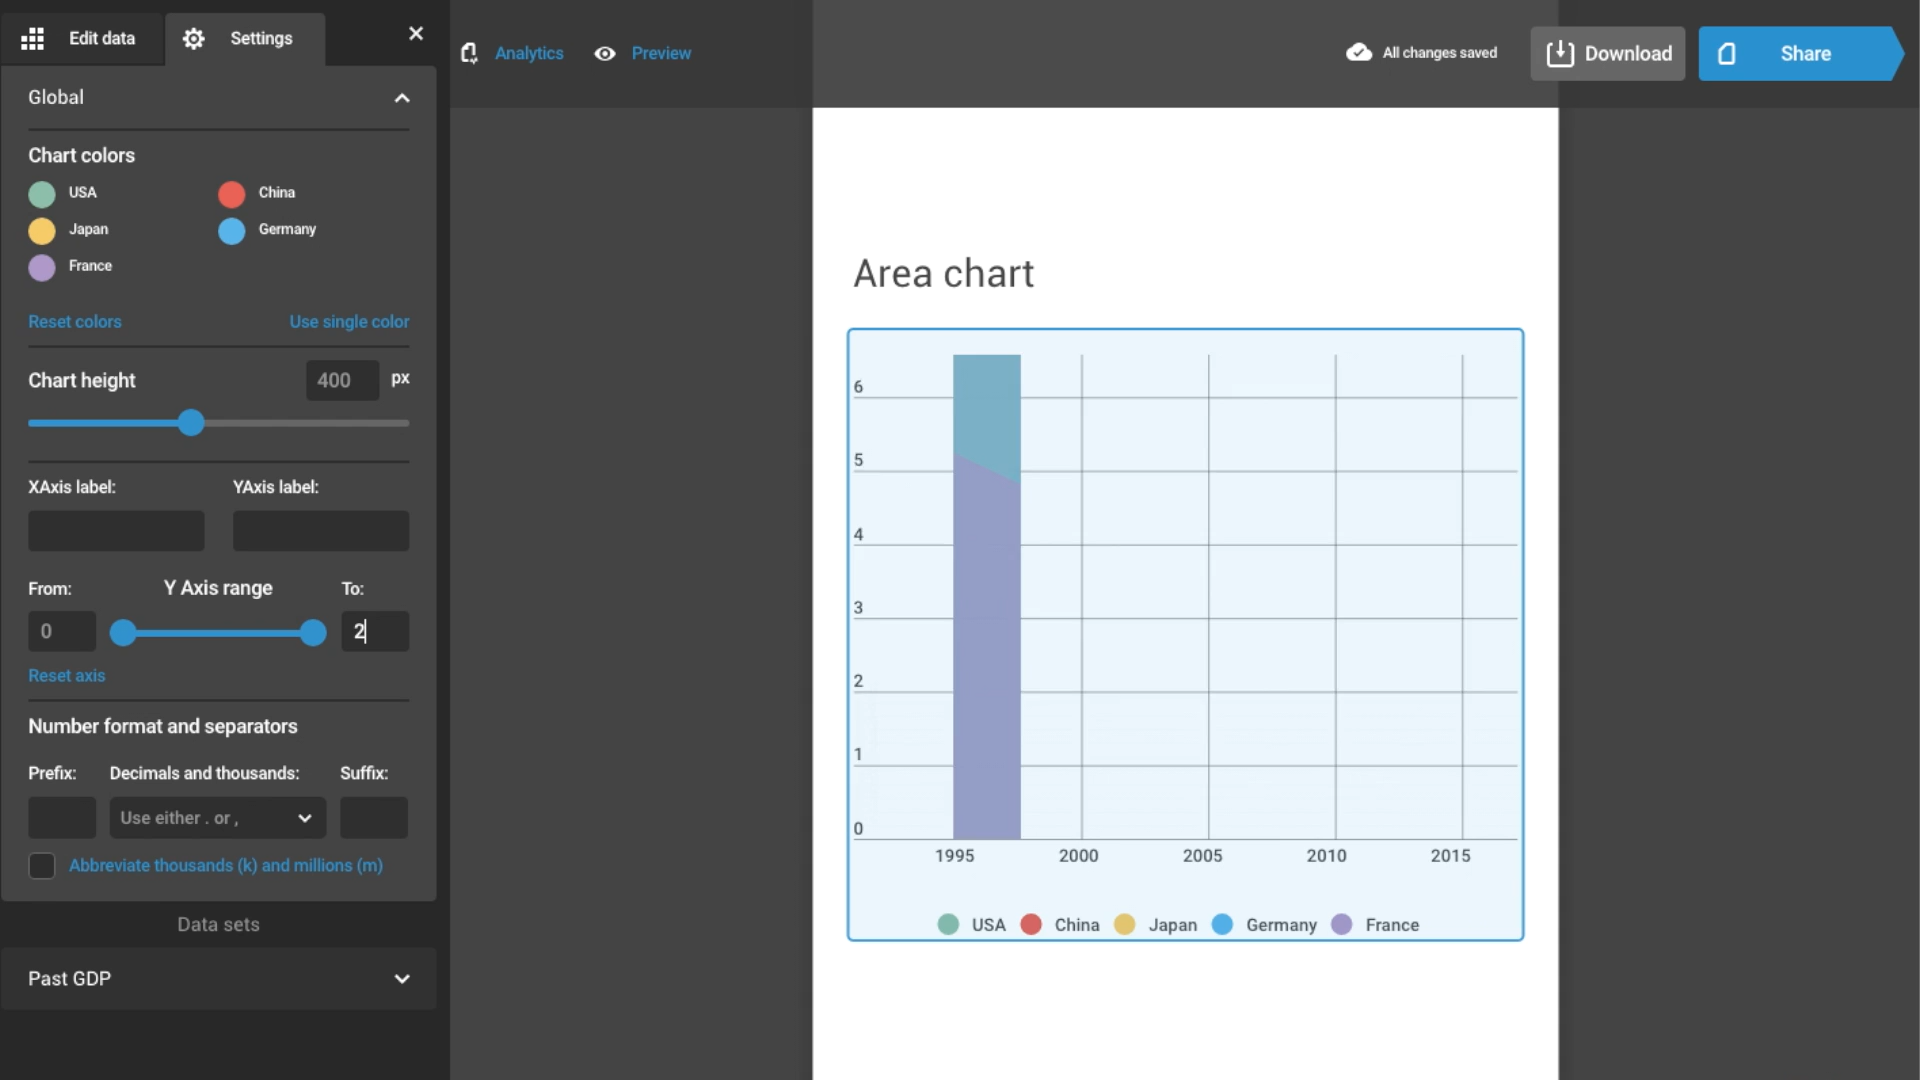 Edit data
Settings
Analytics
Preview
All changes saved
Download
Share
Global
Chart colors
USA
China
Japan
Germany
France
Reset colors
Use single color
Chart height
400
px
XAxis label:
YAxis label:
From:
Y Axis range
To:
0
2
Reset axis
Number format and separators
Prefix:
Decimals and thousands:
Suffix:
Use either . or ,
Abbreviate thousands (k) and millions (m)
Data sets
Past GDP
Area chart
6
5
4
3
2
1
0
1995 2000 2005 2010 2015
USA China Japan Germany France